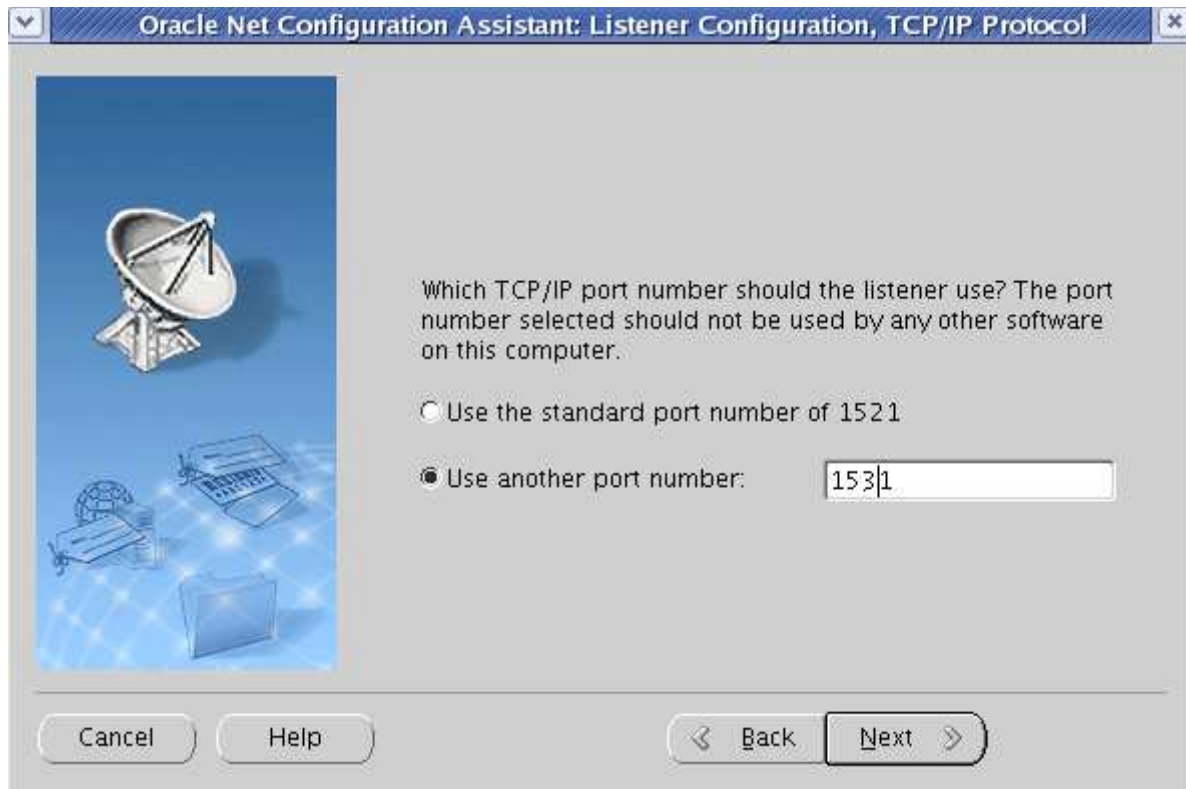 Oracle Net Configuration Assistant: Listener Configuration, TCP/IP Protocol
Which TCP/IP port number should the listener use? The port
number selected should not be used by any other software
on this computer.
Use the standard port number of 1521
Use another port number: 1531
Cancel Help Back Next